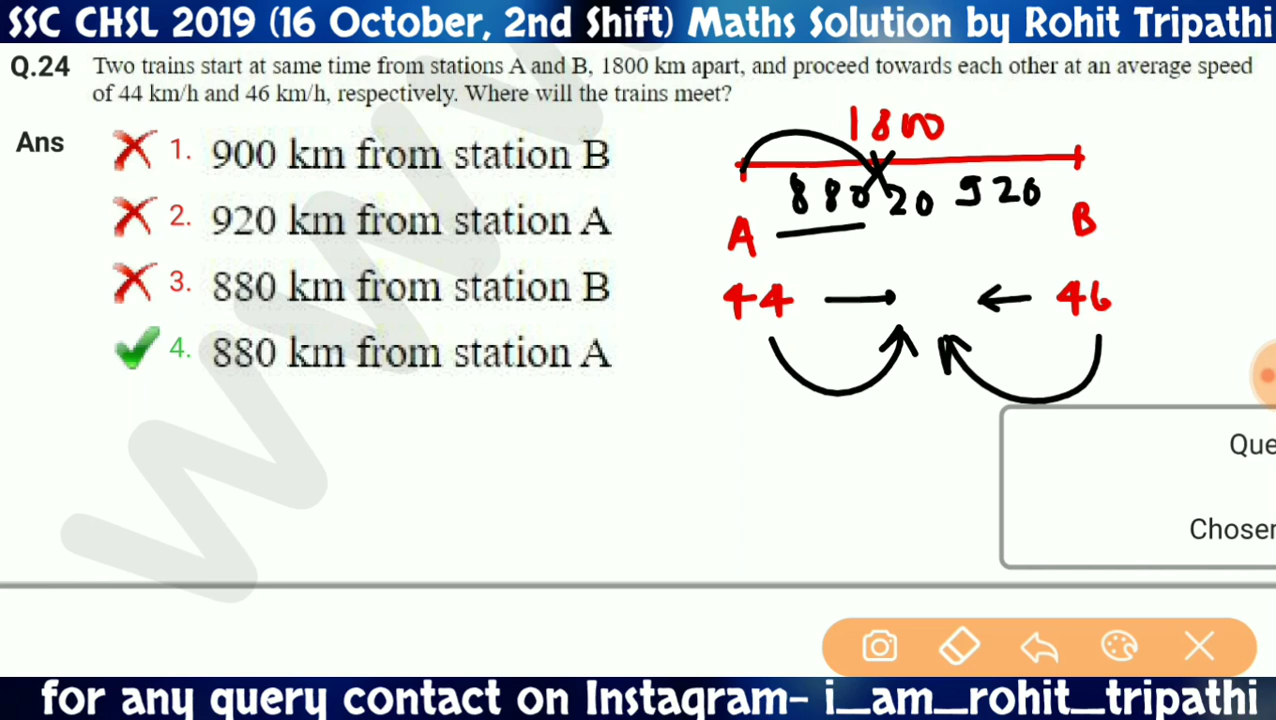 SSC CHSL 2019 (16 October, 2nd Shift) Maths Solution by Rohit Tripathi
Q.24 Two trains start at same time from stations A and B, 1800 km apart, and proceed towards each other at an average speed
of 44 km/h and 46 km/h, respectively. Where will the trains meet?
Ans
1. 900 km from station B
2. 920 km from station A
3. 880 km from station B
4. 880 km from station A
1800
880 20 920
A B
44 46
Que
Chosen
www
for any query contact on Instagram- i_am_rohit_tripathi